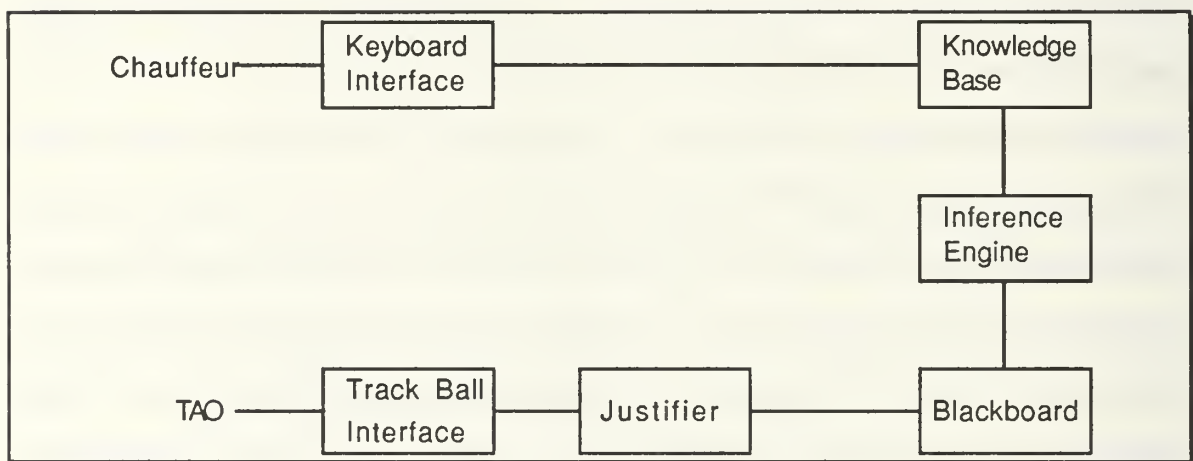 Chauffeur
Keyboard
Interface
Knowledge
Base
Inference
Engine
TAO
Track Ball
Interface
Justifier
Blackboard